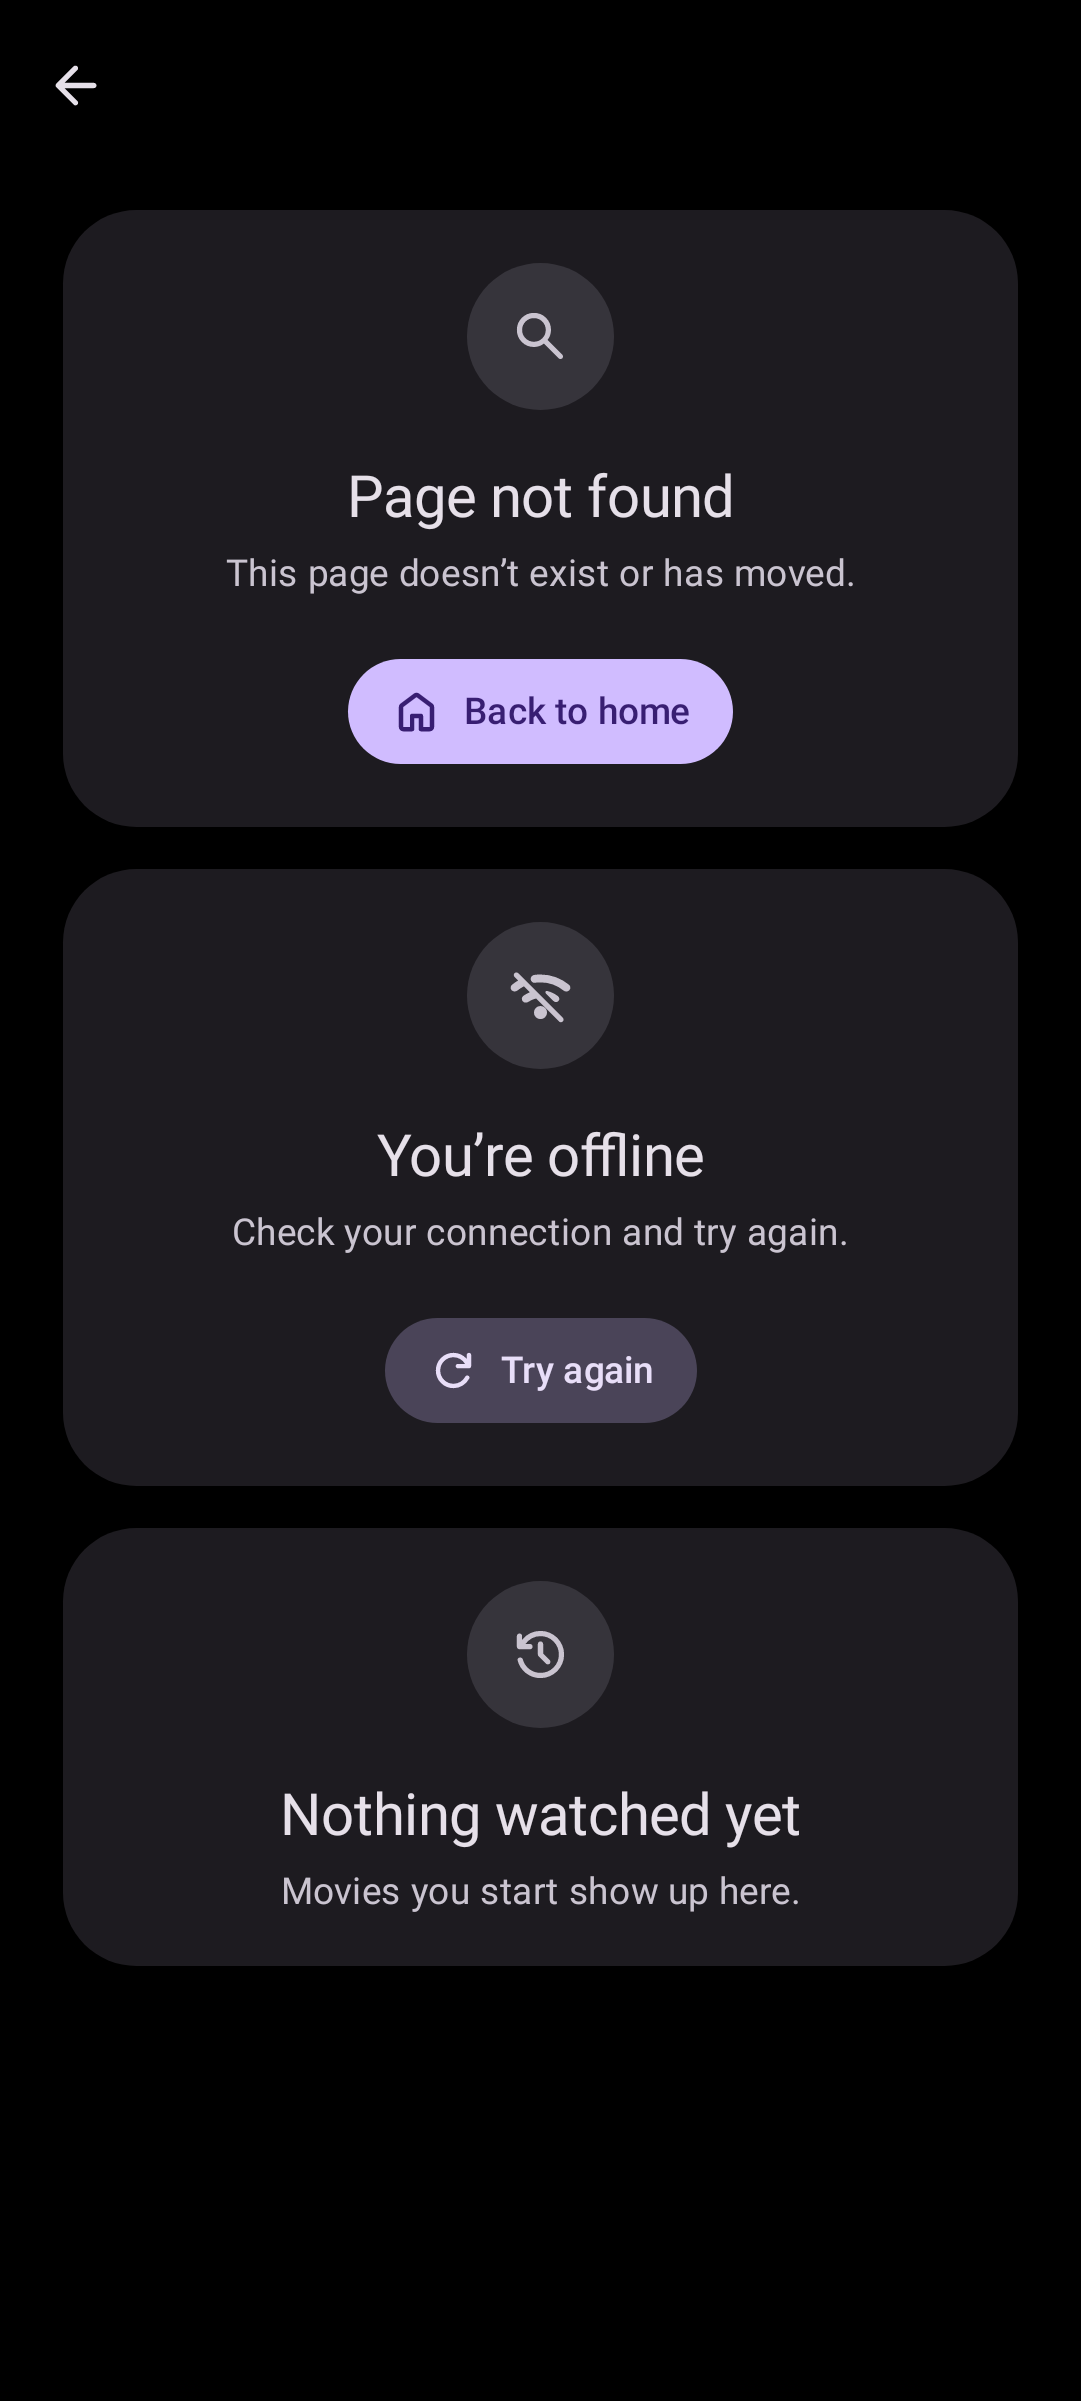 Page not found
This page doesn’t exist or has moved.
Back to home
You’re offline
Check your connection and try again.
Try again
Nothing watched yet
Movies you start show up here.